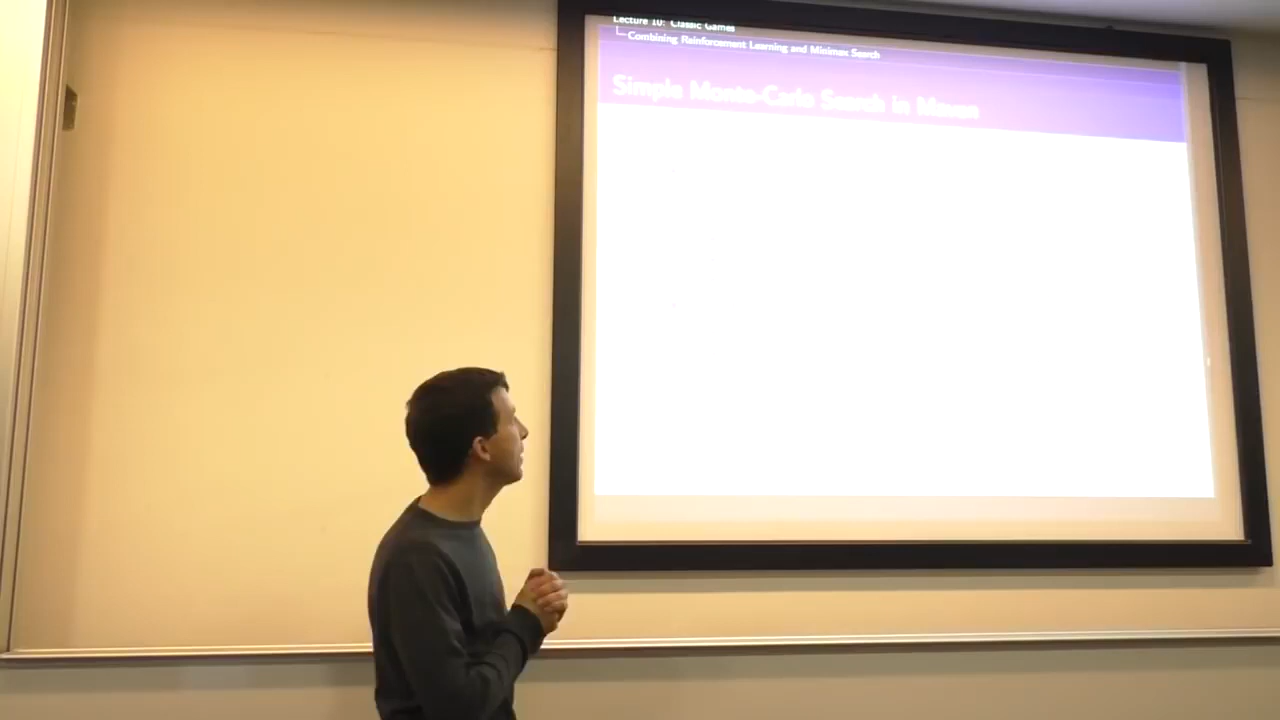 Lecture 10: Classic Games
Combining Reinforcement Learning and Minimax Search
Simple Monte-Carlo Search in Maven